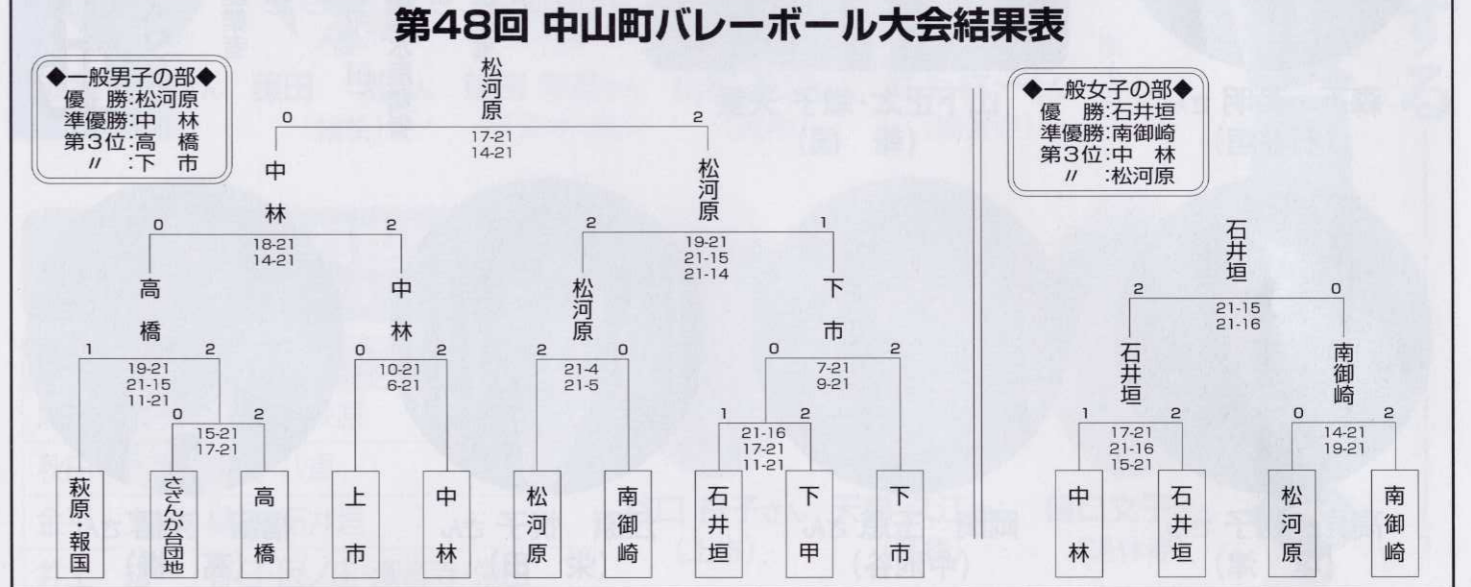 第48回 中山町バレーボール大会結果表
◆一般男子の部◆
優　勝:松河原
準優勝:中　林
第3位:高　橋
〃　:下　市
◆一般女子の部◆
優　勝:石井垣
準優勝:南御崎
第3位:中　林
〃　:松河原
松河原
0 2
17-21
14-21
中林
松河原
0 2
18-21
14-21
2 1
19-21
21-15
21-14
高橋
中林
松河原
下市
1 2
19-21
21-15
11-21
0 2
10-21
6-21
2 0
21-4
21-5
0 2
7-21
9-21
0 2
15-21
17-21
1 2
21-16
17-21
11-21
萩原・報国
さざんか台団地
高橋
上市
中林
松河原
南御崎
石井垣
下甲
下市
石井垣
2 0
21-15
21-16
石井垣
南御崎
1 2
17-21
21-16
15-21
0 2
14-21
19-21
中林
石井垣
松河原
南御崎